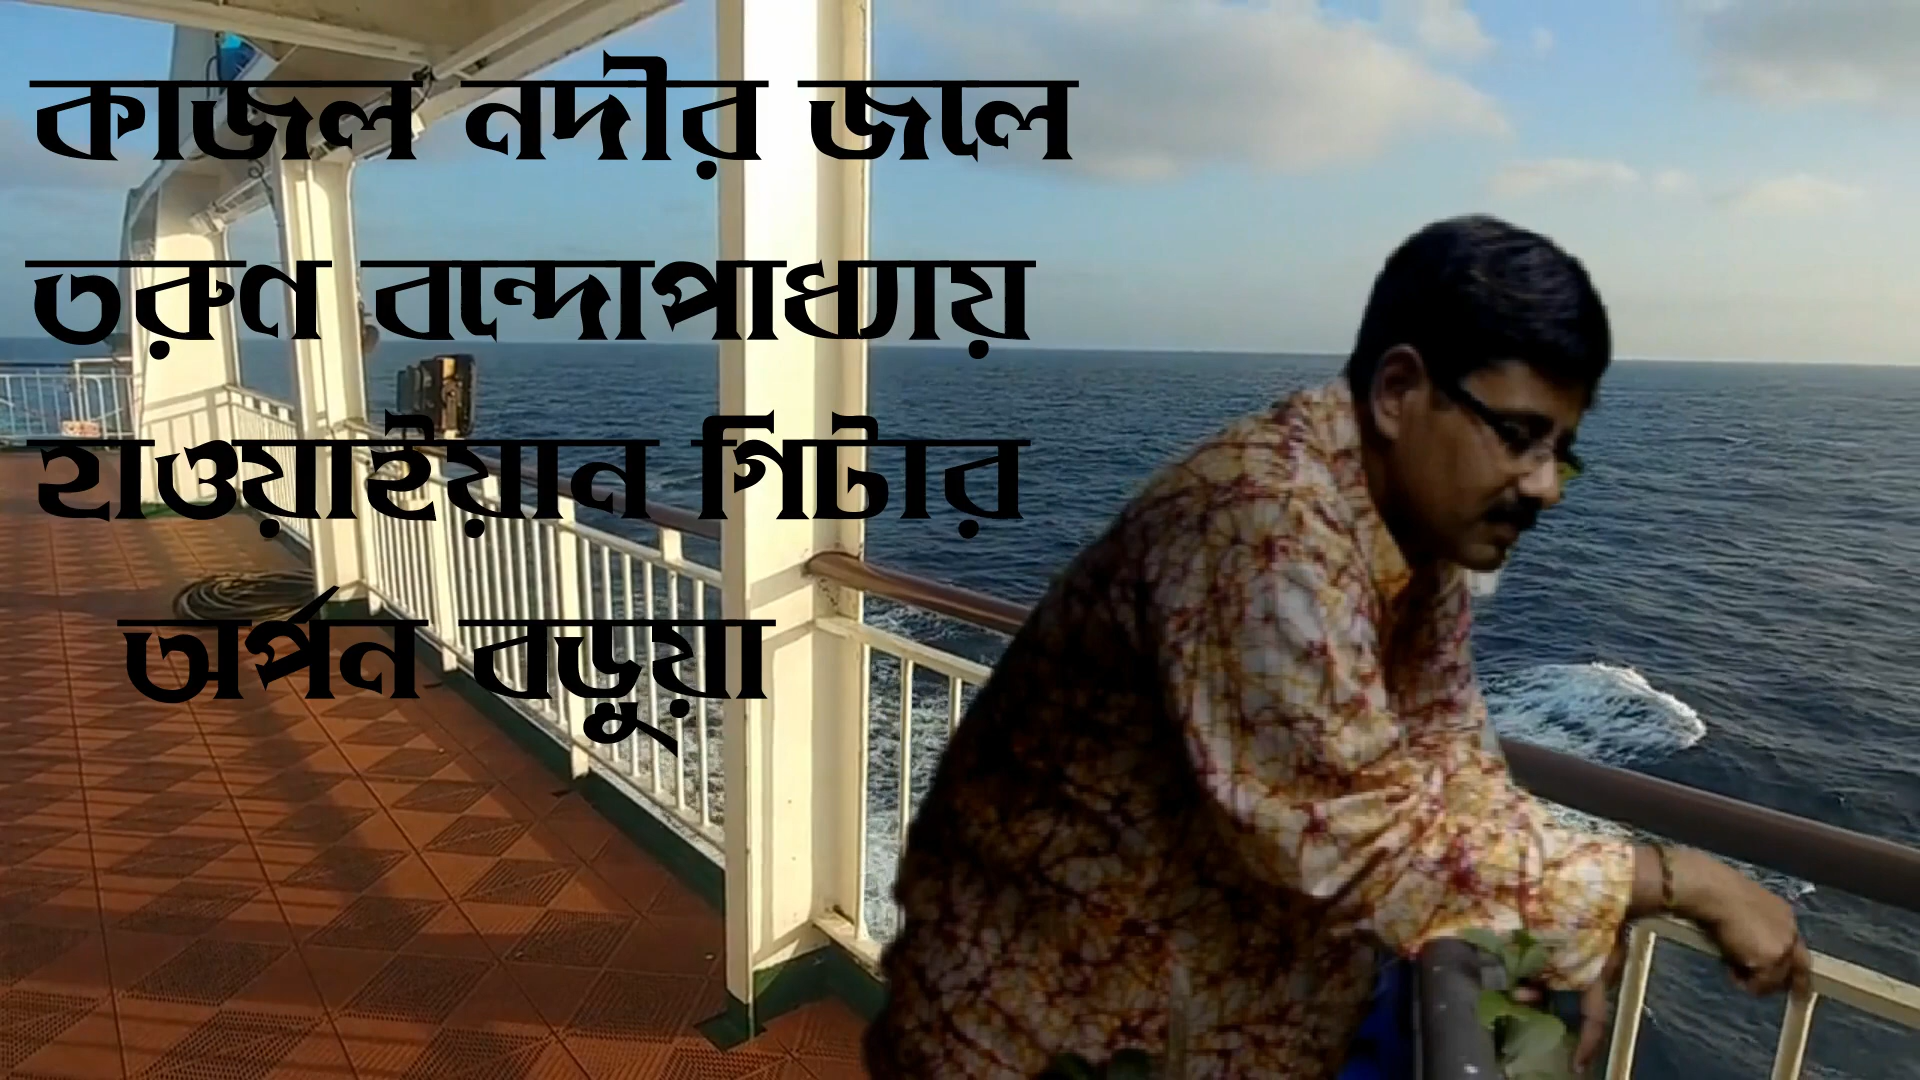 কাজল নদীর জলে
তরুণ বন্দোপাধ্যায়
হাওয়াইয়ান গিটার
অর্পন বড়ুয়া